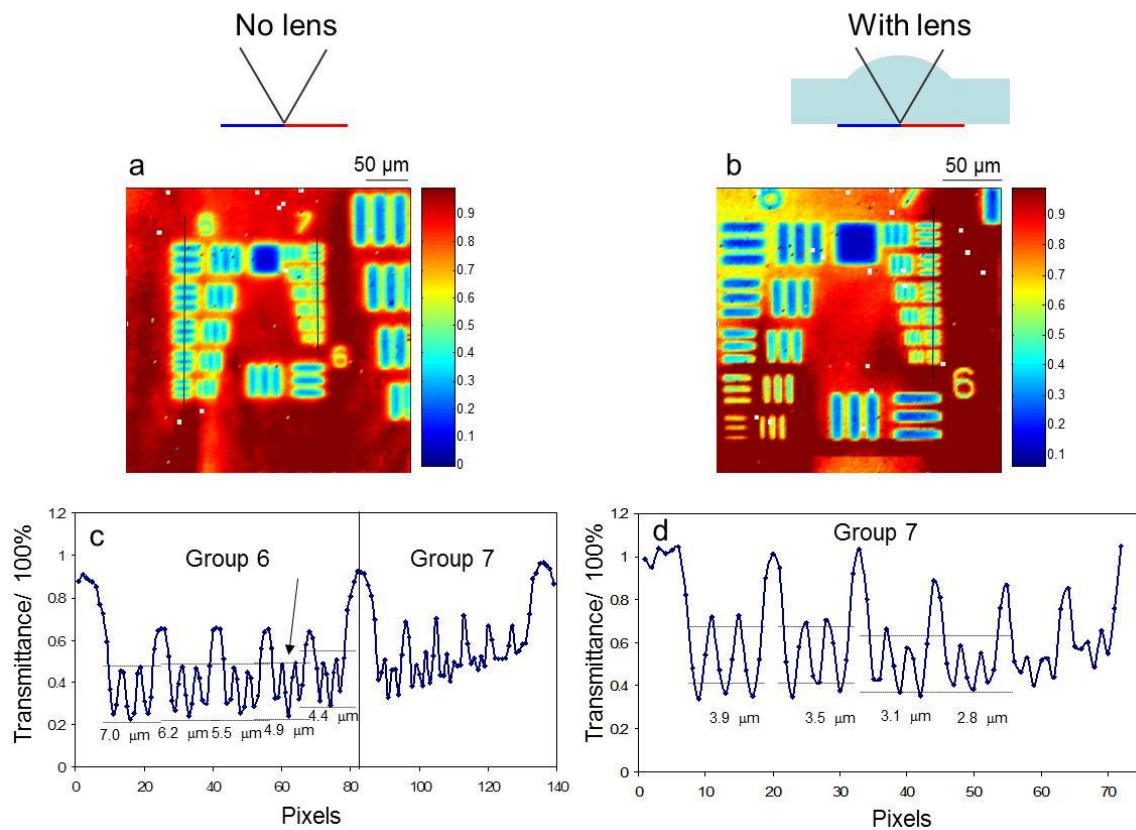 No lens
With lens
a
50 µm
b
50 µm
6
7
6
0.9
0.8
0.7
0.6
0.5
0.4
0.3
0.2
0.1
0
6
7
6
0.9
0.8
0.7
0.6
0.5
0.4
0.3
0.2
0.1
c
Group 6
Group 7
Transmittance/ 100%
1.2
1
0.8
0.6
0.4
0.2
0
7.0 µm
6.2 µm
5.5 µm
4.9 µm
4.4 µm
0
20
40
60
80
100
120
140
Pixels
d
Group 7
Transmittance/ 100%
1.2
1
0.8
0.6
0.4
0.2
0
3.9 µm
3.5 µm
3.1 µm
2.8 µm
0
10
20
30
40
50
60
70
Pixels